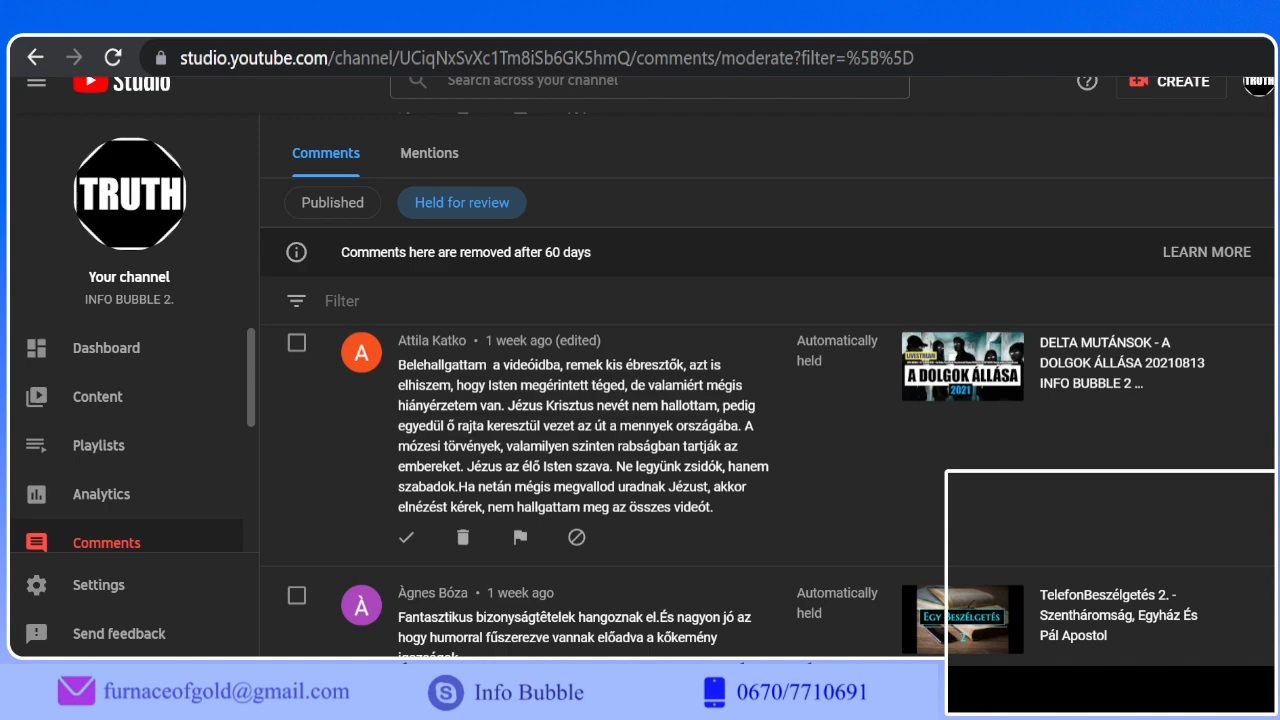 studio.youtube.com/channel/UCiqNxSvXc1Tm8iSb6GK5hmQ/comments/moderate?filter=%5B%5D
Studio
Search across your channel
CREATE
TRUTH
TRUTH
Your channel
INFO BUBBLE 2.
Dashboard
Content
Playlists
Analytics
Comments
Settings
Send feedback
Comments
Mentions
Published
Held for review
Comments here are removed after 60 days
LEARN MORE
Filter
A
Attila Katko • 1 week ago (edited)
Belehallgattam a videóidba, remek kis ébresztők, azt is
elhiszem, hogy Isten megérintett téged, de valamiért mégis
hiányérzetem van. Jézus Krisztus nevét nem hallottam, pedig
egyedül ő rajta keresztül vezet az út a mennyek országába. A
mózesi törvények, valamilyen szinten rabságban tartják az
embereket. Jézus az élő Isten szava. Ne legyünk zsidók, hanem
szabadok.Ha netán mégis megvallod uradnak Jézust, akkor
elnézést kérek, nem hallgattam meg az összes videót.
Automatically
held
LIVESTREAM
A DOLGOK ÁLLÁSA
2021
DELTA MUTÁNSOK - A
DOLGOK ÁLLÁSA 20210813
INFO BUBBLE 2 ...
À
Àgnes Bóza • 1 week ago
Fantasztikus bizonyságtételek hangoznak el.És nagyon jó az
hogy humorral fűszerezve vannak előadva a kőkemény
igazságok
Automatically
held
EGY BESZÉLGETÉS
2
TelefonBeszélgetés 2. -
Szentháromság, Egyház És
Pál Apostol
furnaceofgold@gmail.com
Info Bubble
0670/7710691